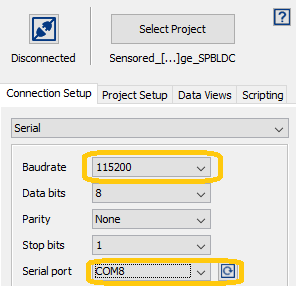 ?
Select Project
Disconnected
Sensored_[...]ge_SPBLDC
Connection Setup Project Setup Data Views Scripting
Serial
Baudrate 115200
Data bits 8
Parity None
Stop bits 1
Serial port COM8